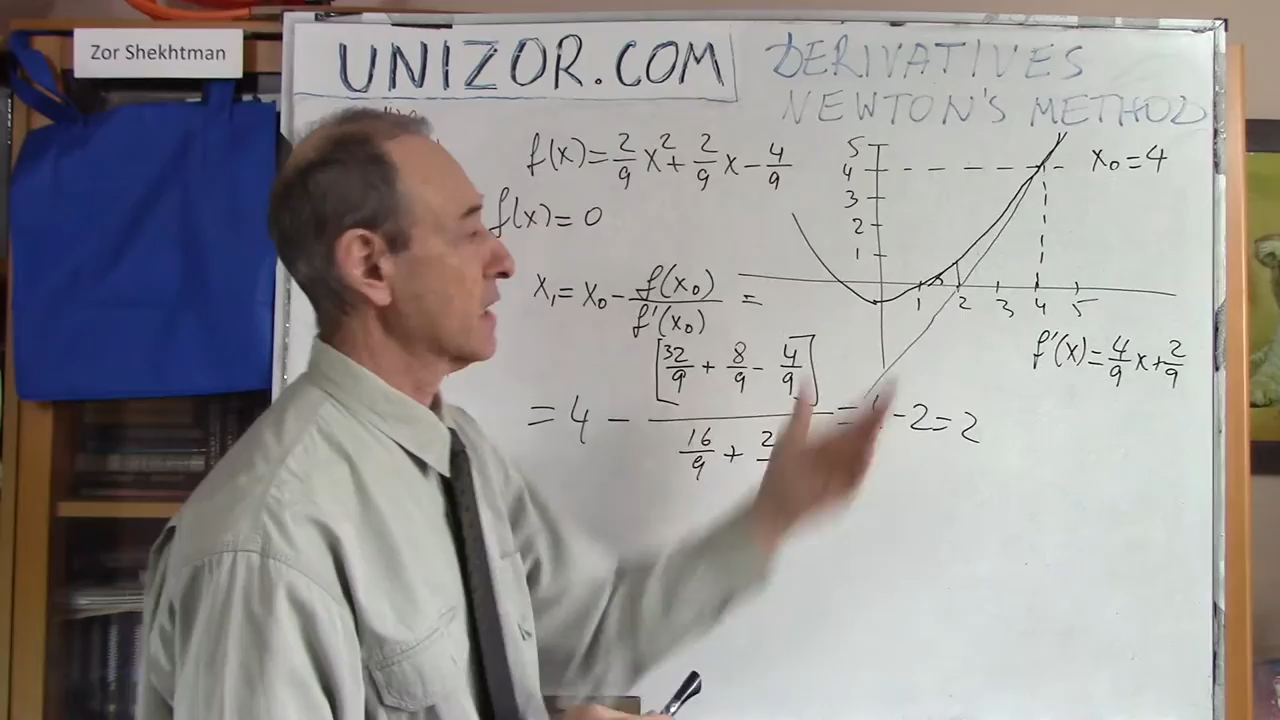 Zor Shekhtman
UNIZOR.COM
DERIVATIVES
NEWTON'S METHOD
f(x)=2/9 x²+2/9 x-4/9
f(x)=0
5
4
3
2
1
1 2 3 4 5
x₀=4
x₁=x₀-f(x₀)/f'(x₀)=
f'(x)=4/9 x+2/9
=4-[32/9+8/9-4/9]/16/9+2 = -2=2